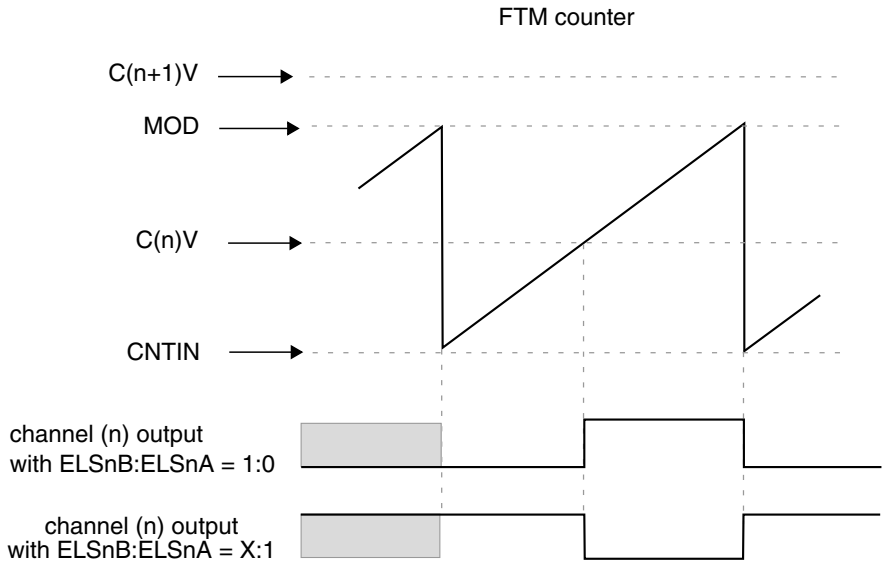 FTM counter
C(n+1)V
MOD
C(n)V
CNTIN
channel (n) output
with ELSnB:ELSnA = 1:0
channel (n) output
with ELSnB:ELSnA = X:1